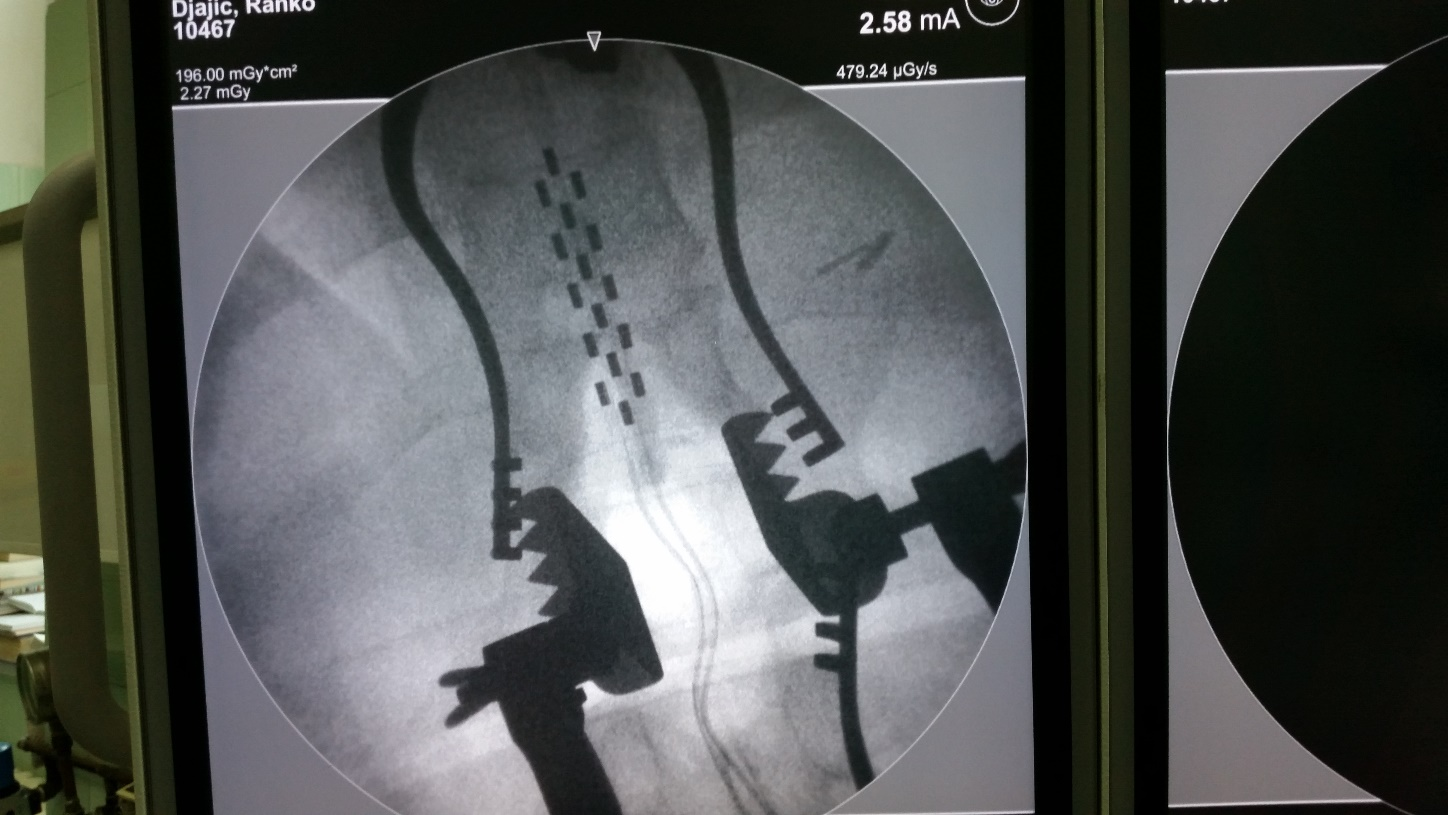 Djajic, Ranko
10467
2.58 mA
196.00 mGy*cm²
2.27 mGy
479.24 µGy/s